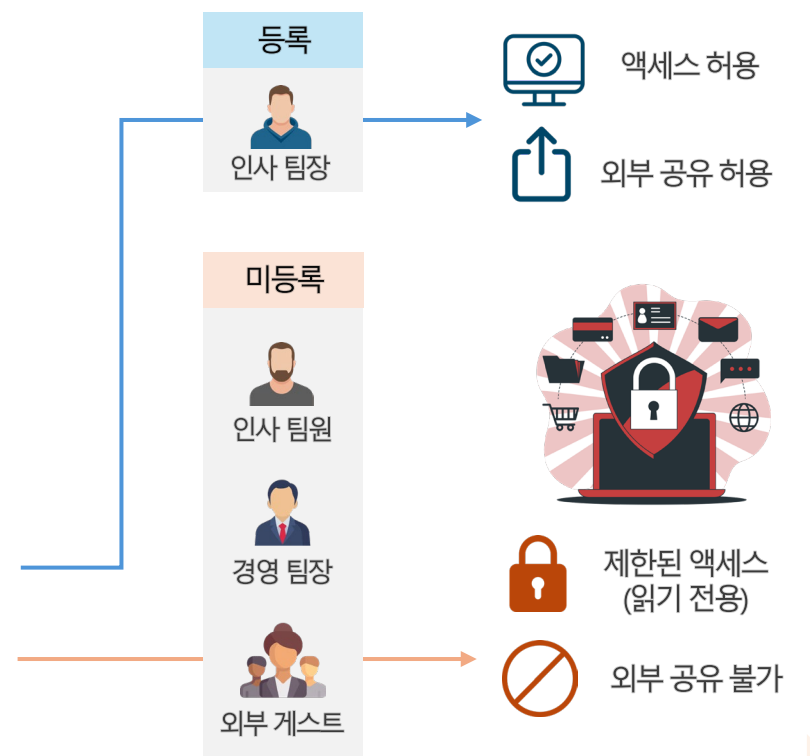 등록
인사 팀장
액세스 허용
외부 공유 허용
미등록
인사 팀원
경영 팀장
외부 게스트
제한된 액세스
(읽기 전용)
외부 공유 불가